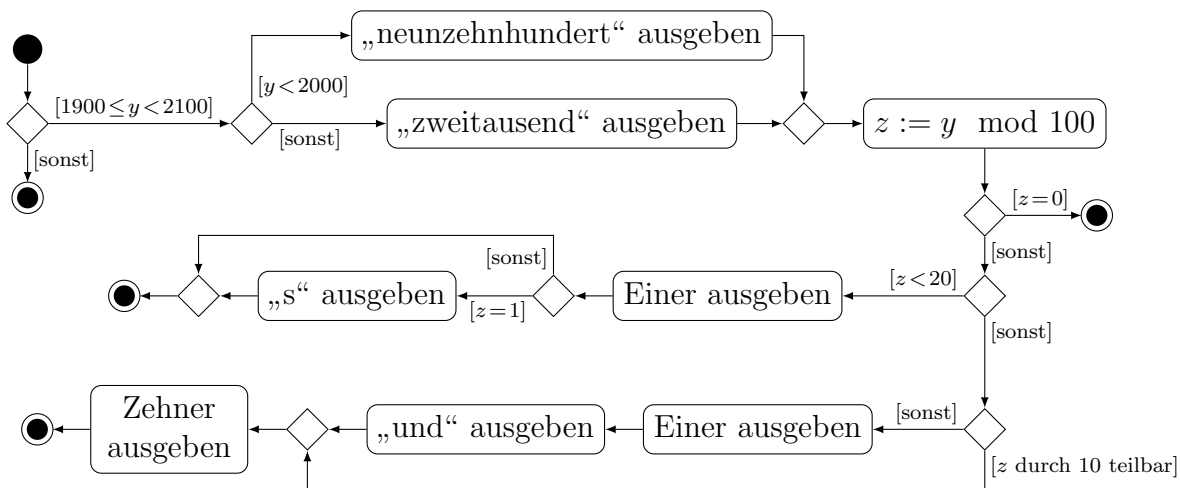 „neunzehnhundert“ ausgeben
[y<2000]
[1900≤y<2100]
„zweitausend“ ausgeben
z := y mod 100
[sonst]
[sonst]
[z=0]
[sonst]
[sonst]
[z<20]
„s“ ausgeben
Einer ausgeben
[z=1]
[sonst]
Zehner
ausgeben
„und“ ausgeben
Einer ausgeben
[sonst]
[z durch 10 teilbar]